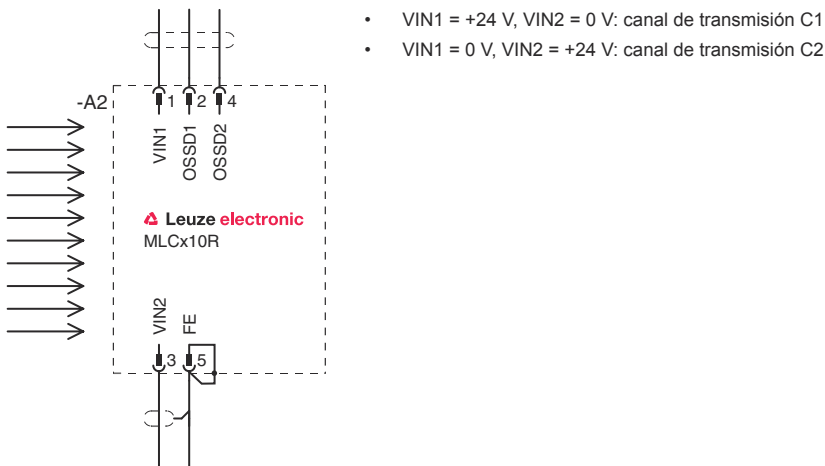 • VIN1 = +24 V, VIN2 = 0 V: canal de transmisión C1
• VIN1 = 0 V, VIN2 = +24 V: canal de transmisión C2
-A2
1 2 4
VIN1
OSSD1
OSSD2
Leuze electronic
MLCx10R
VIN2
FE
3 5